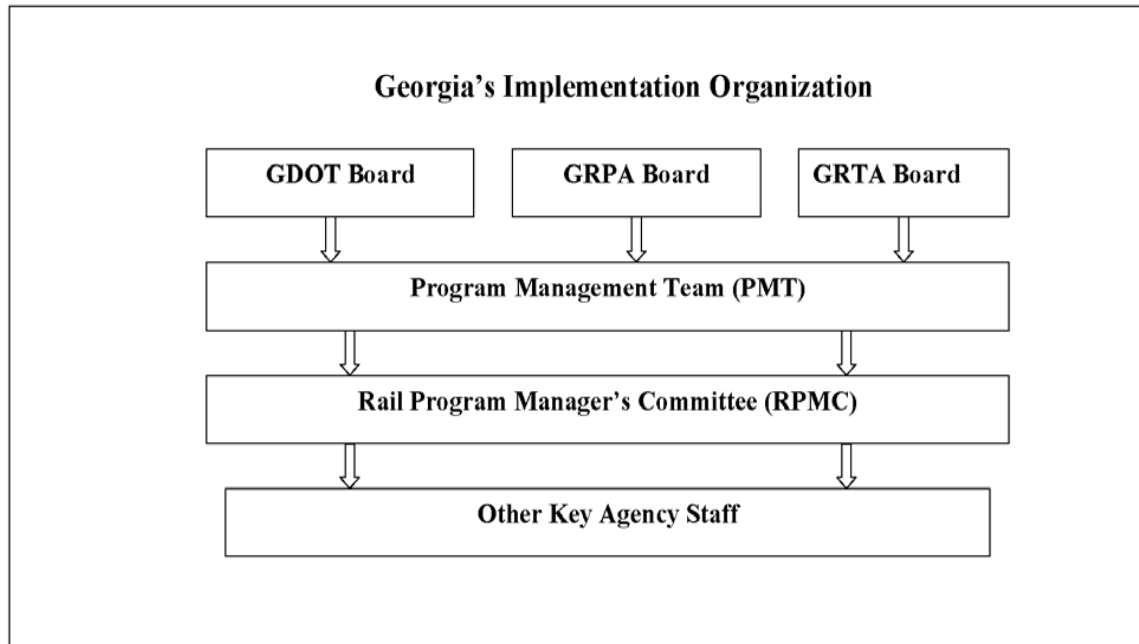 Georgia's Implementation Organization
GDOT Board
GRPA Board
GRTA Board
Program Management Team (PMT)
Rail Program Manager's Committee (RPMC)
Other Key Agency Staff